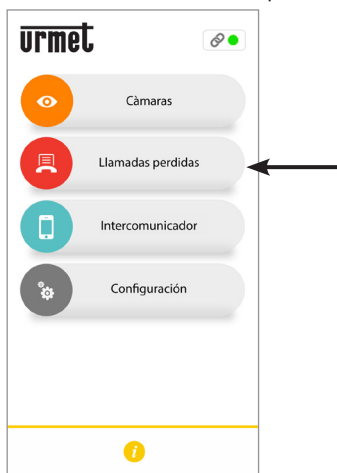 urmet
Càmaras
Llamadas perdidas
Intercomunicador
Configuración
i